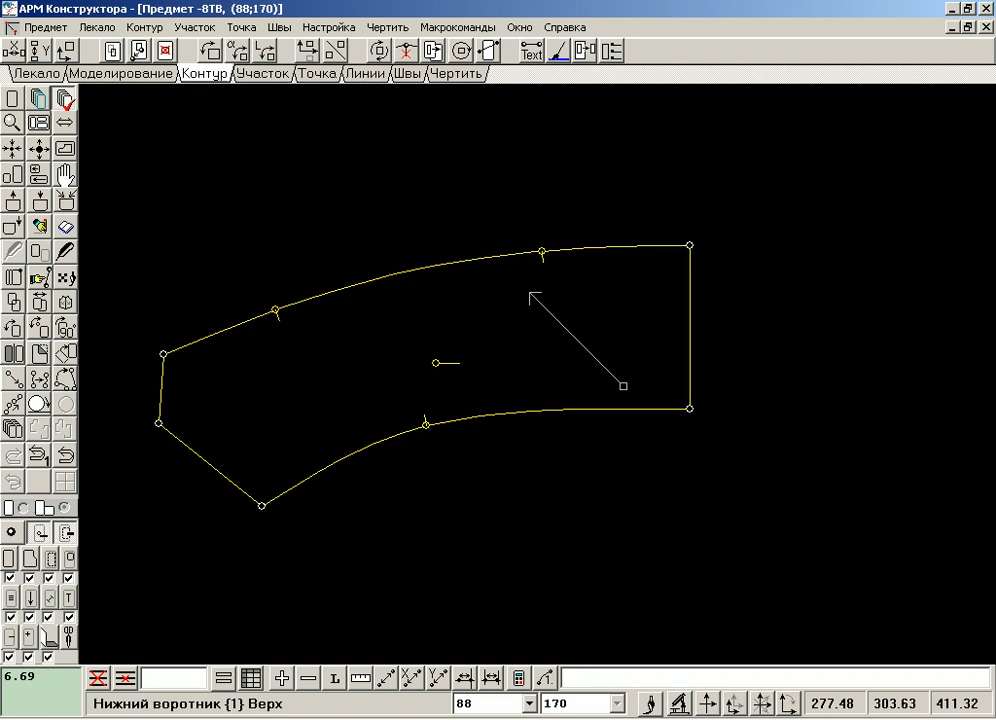 АРМ Конструктора - [Предмет -8ТВ, (88;170)]
Предмет Лекало Контур Участок Точка Швы Настройка Чертить Макрокоманды Окно Справка
Text
Лекало Моделирование Контур Участок Точка Линии Швы Чертить
6.69
L
Нижний воротник {1} Верх 88 170 277.48 303.63 411.32